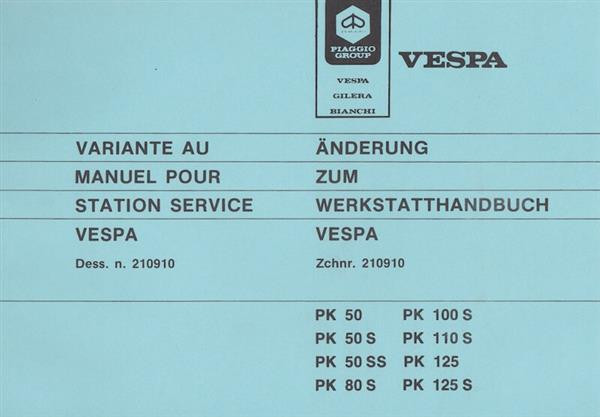 PIAGGIO
GROUP
VESPA
GILERA
BIANCHI
VESPA
VARIANTE AU
MANUEL POUR
STATION SERVICE
VESPA
Dess. n. 210910
ÄNDERUNG
ZUM
WERKSTATTHANDBUCH
VESPA
Zchnr. 210910
PK 50 PK 100 S
PK 50 S PK 110 S
PK 50 SS PK 125
PK 80 S PK 125 S